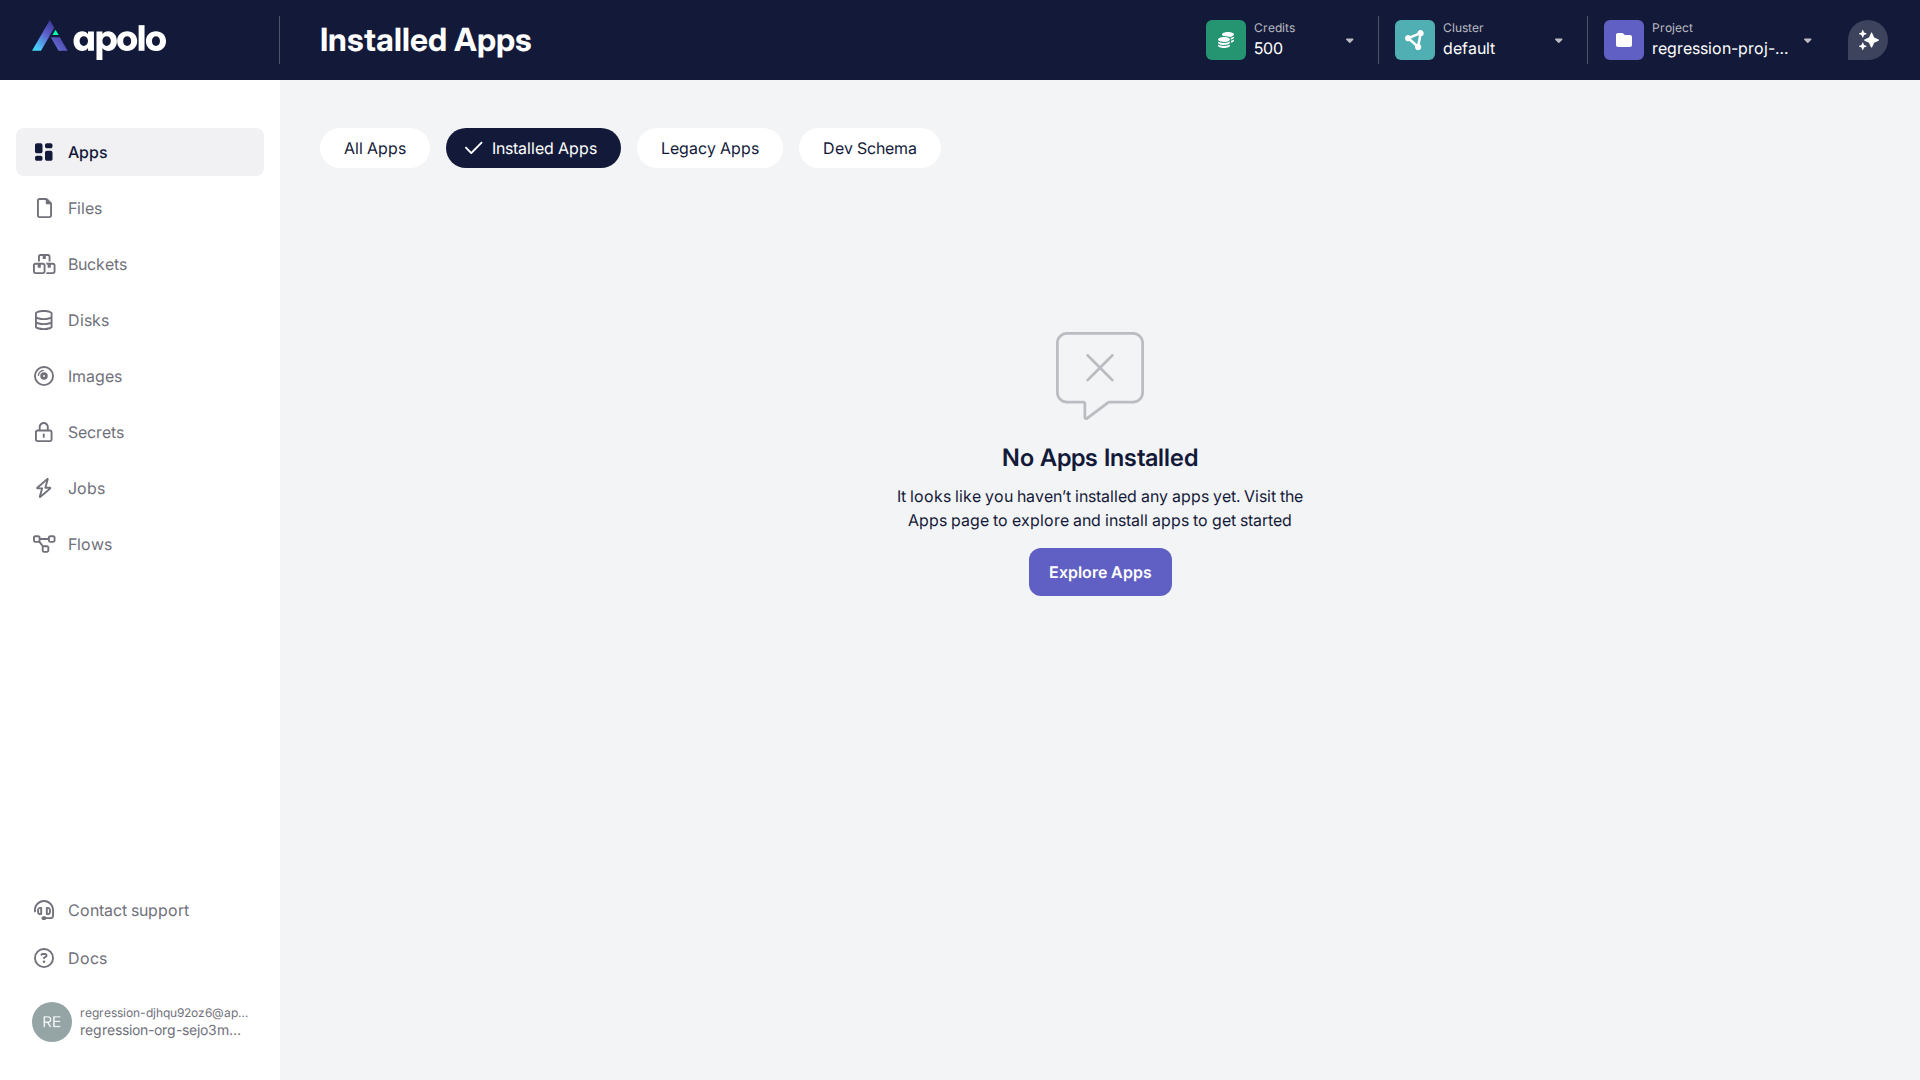 apolo
Installed Apps
Credits
500
Cluster
default
Project
regression-proj-...
All Apps
Installed Apps
Legacy Apps
Dev Schema
Apps
Files
Buckets
Disks
Images
Secrets
Jobs
Flows
No Apps Installed
It looks like you haven’t installed any apps yet. Visit the
Apps page to explore and install apps to get started
Explore Apps
Contact support
Docs
RE
regression-djhqu92oz6@ap...
regression-org-sejo3m...